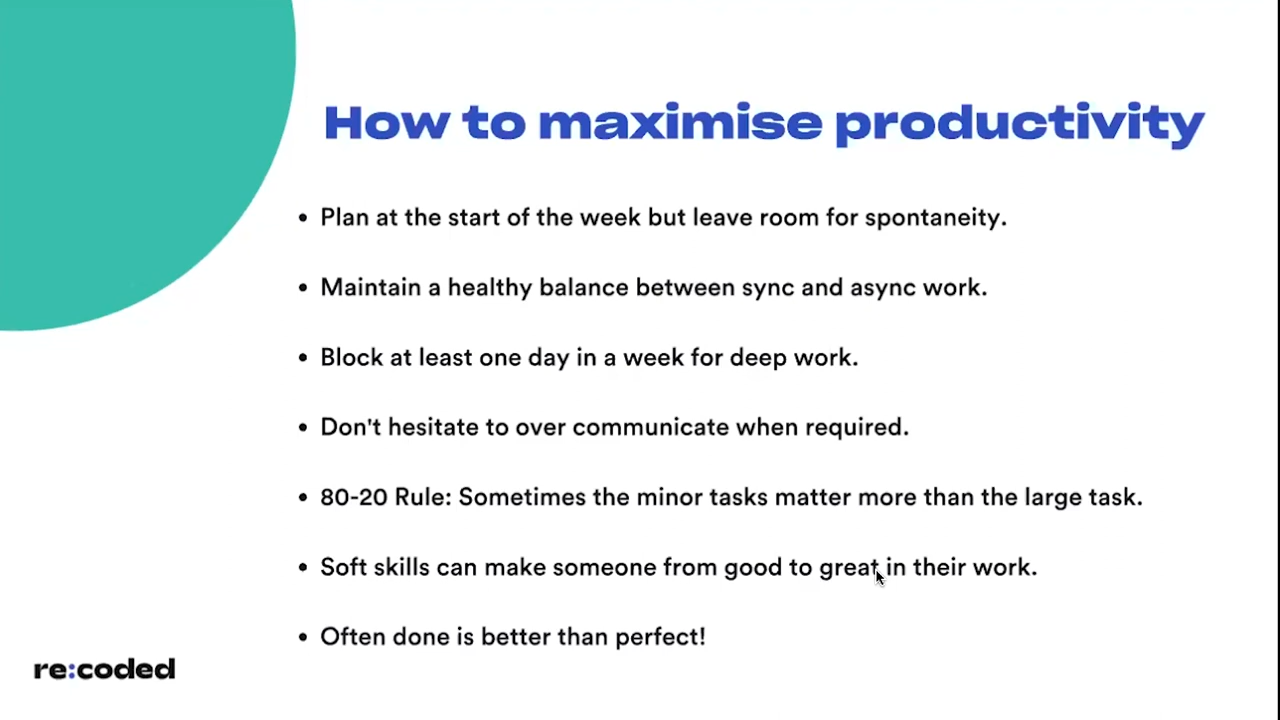 How to maximise productivity
• Plan at the start of the week but leave room for spontaneity.
• Maintain a healthy balance between sync and async work.
• Block at least one day in a week for deep work.
• Don't hesitate to over communicate when required.
• 80-20 Rule: Sometimes the minor tasks matter more than the large task.
• Soft skills can make someone from good to great in their work.
• Often done is better than perfect!
re:coded